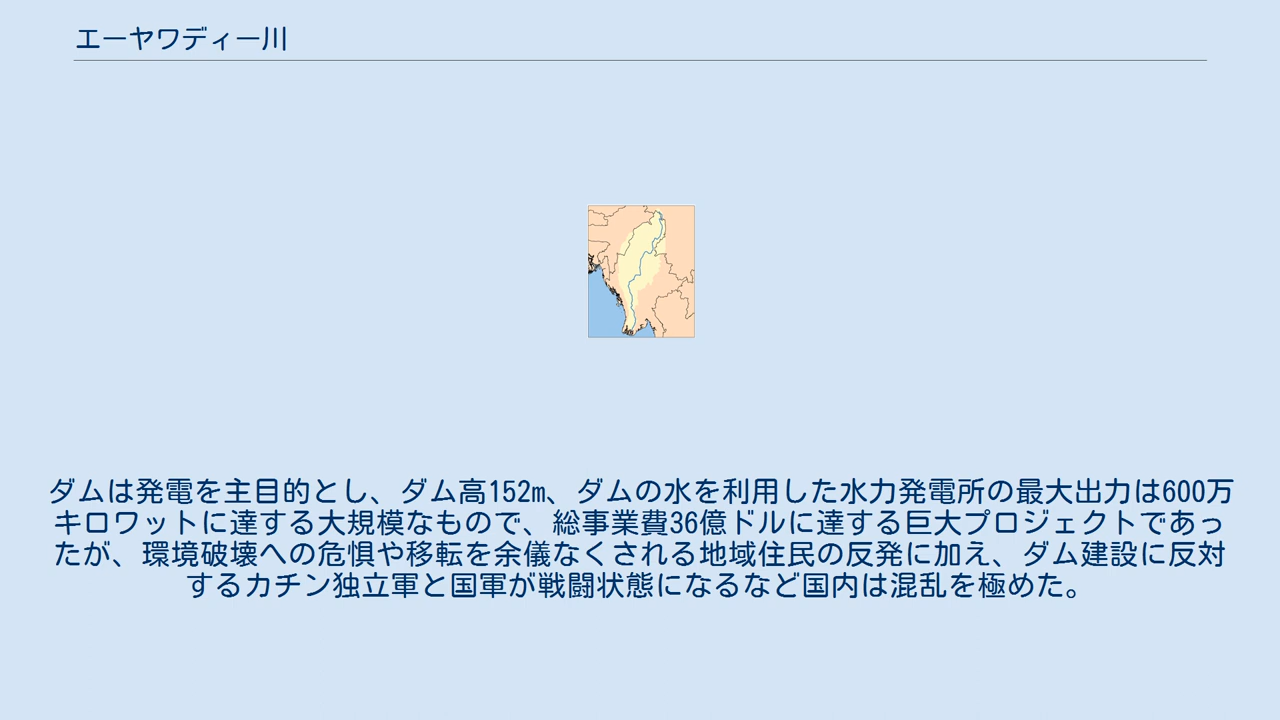 エーヤワディー川
ダムは発電を主目的とし、ダム高152m、ダムの水を利用した水力発電所の最大出力は600万
キロワットに達する大規模なもので、総事業費36億ドルに達する巨大プロジェクトであっ
たが、環境破壊への危惧や移転を余儀なくされる地域住民の反発に加え、ダム建設に反対
するカチン独立軍と国軍が戦闘状態になるなど国内は混乱を極めた。